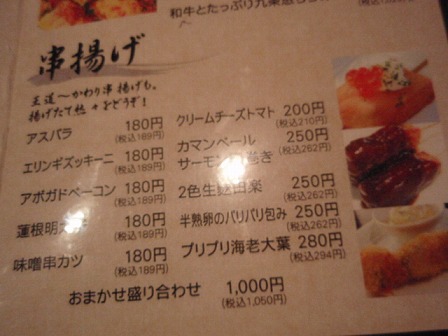 和牛とたっぷり九条葱
串揚げ
王道〜かわり串揚げも。
揚げたて熱々をどうぞ！
アスパラ 180円
(税込189円)
エリンギズッキーニ 180円
(税込189円)
アボガドベーコン 180円
(税込189円)
蓮根明太 180円
(税込189円)
味噌串カツ 180円
(税込189円)
クリームチーズトマト 200円
(税込210円)
カマンベール 250円
サーモン 巻き (税込262円)
2色生麩田楽 250円
(税込262円)
半熟卵のパリパリ包み 250円
(税込262円)
プリプリ海老大葉 280円
(税込294円)
おまかせ盛り合わせ 1,000円
(税込1,050円)